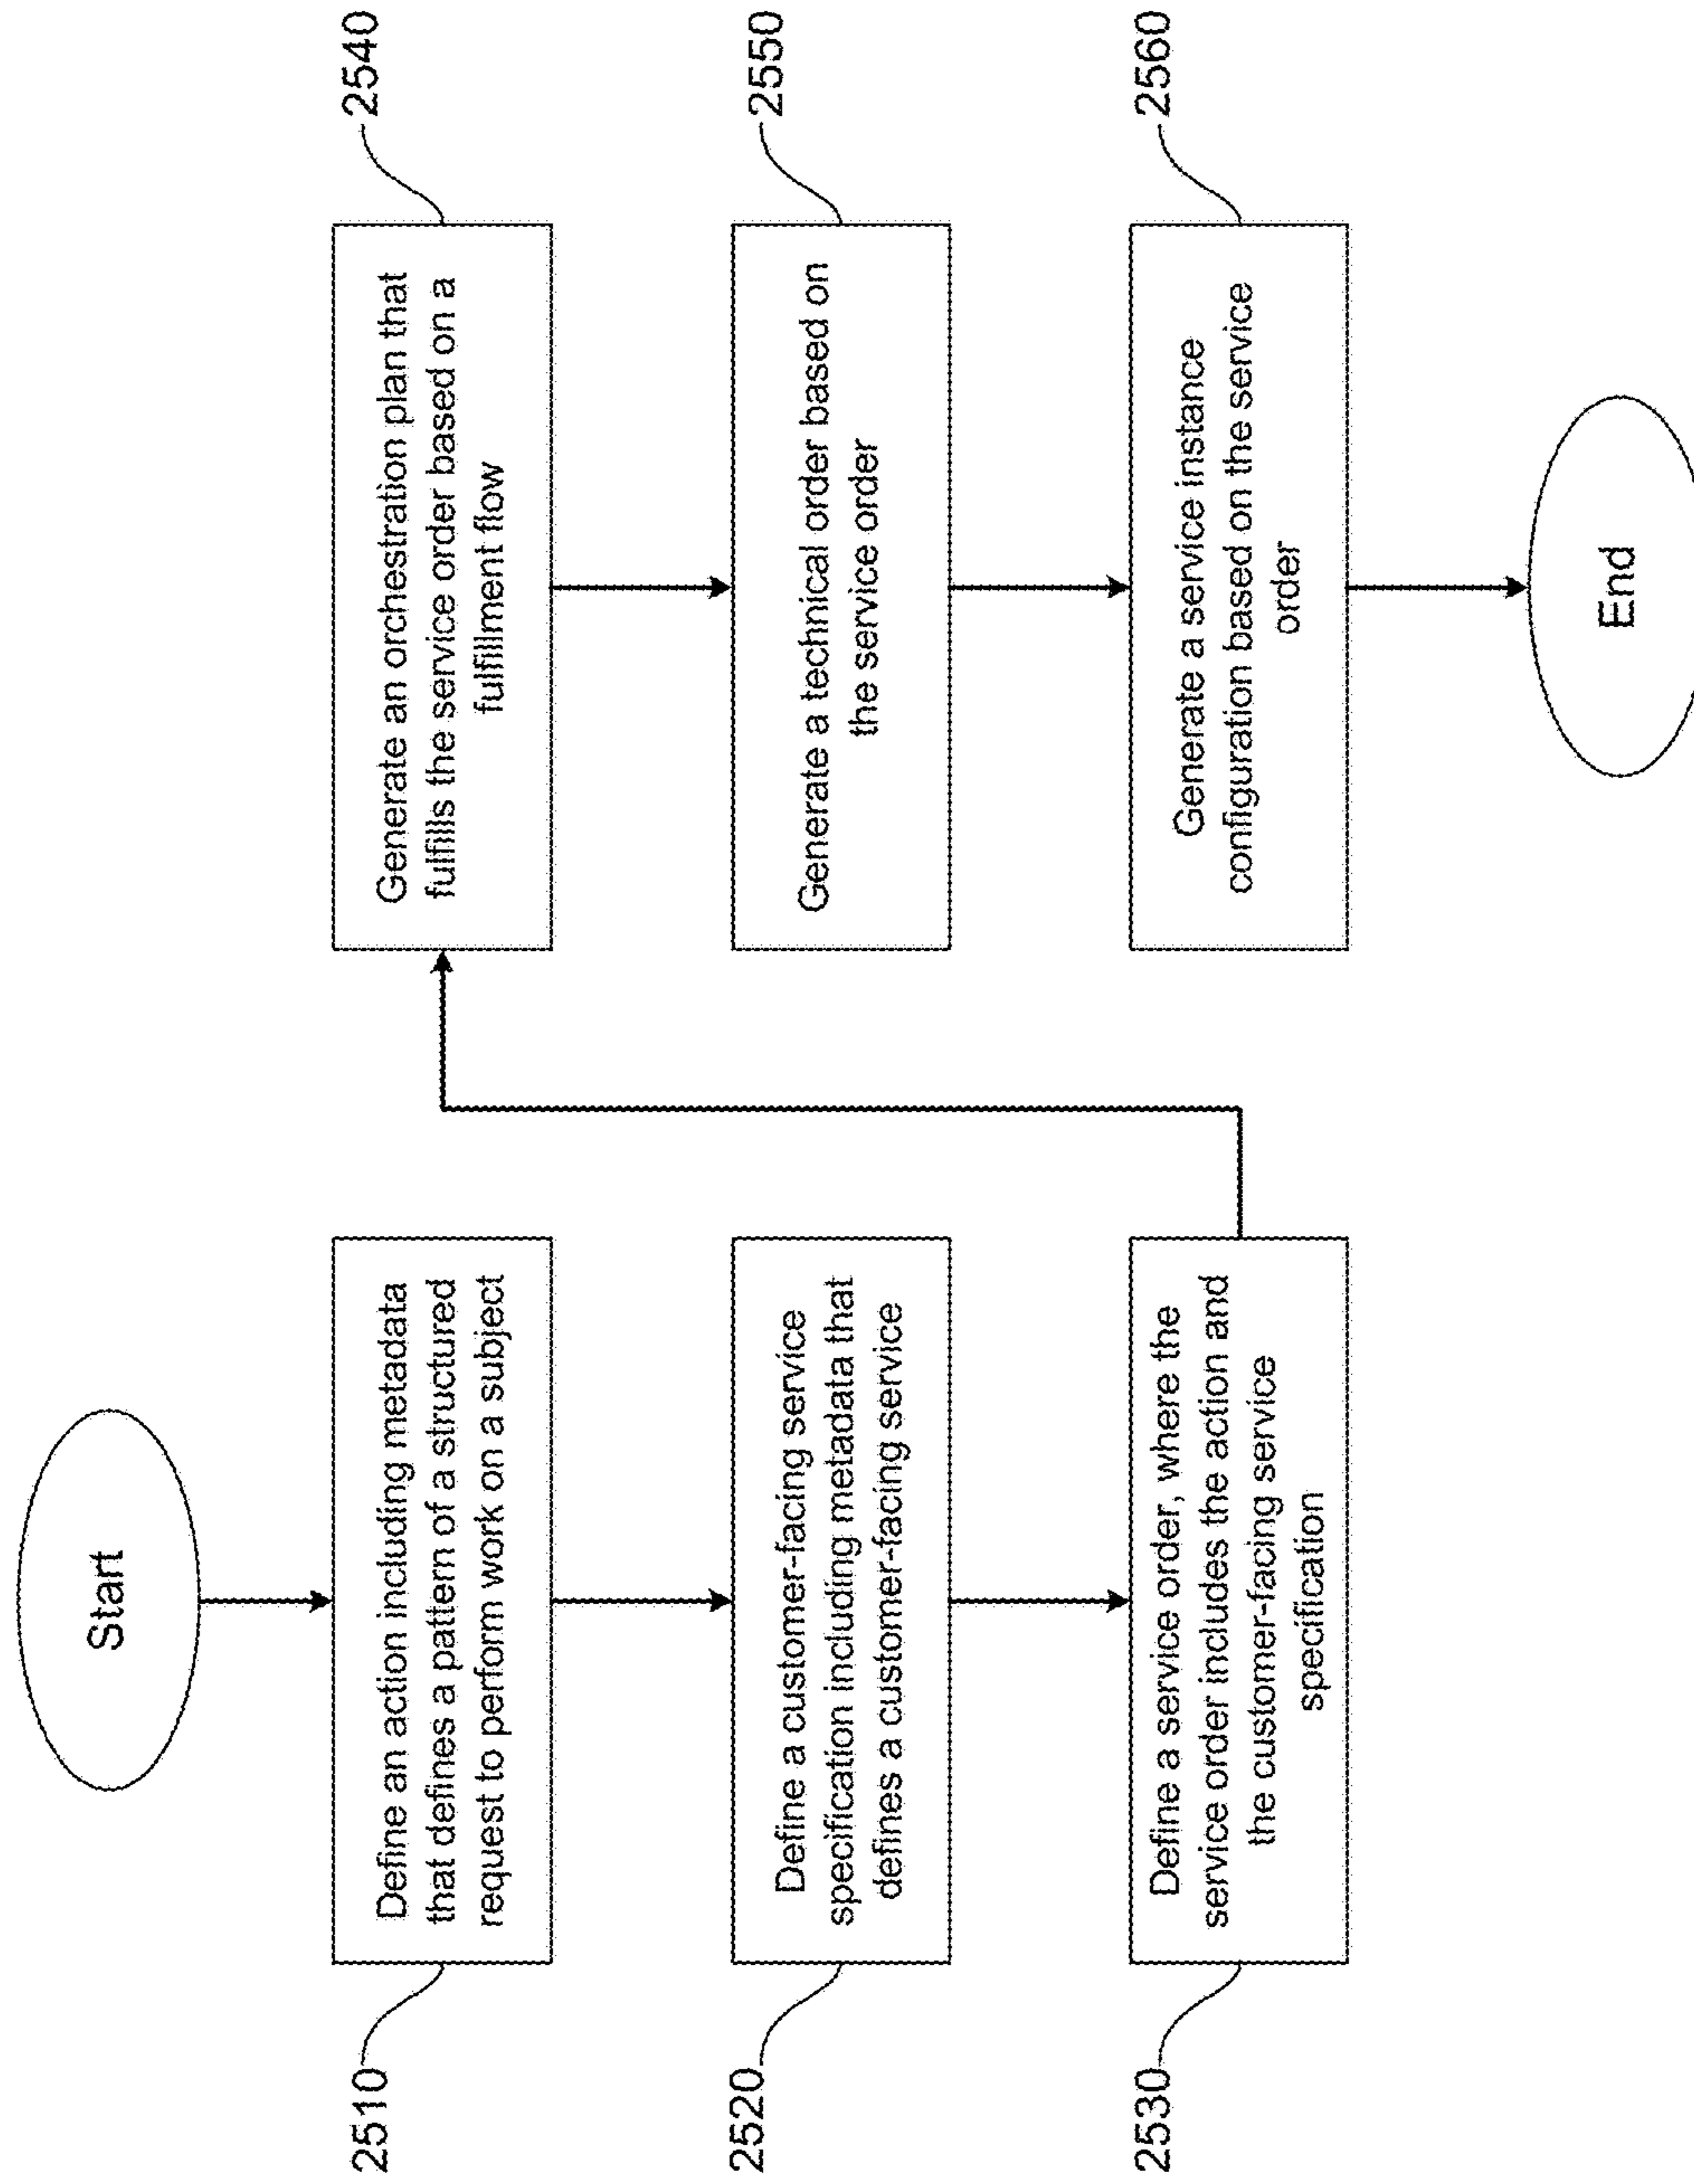 Start
2510
Define an action including metadata
that defines a pattern of a structured
request to perform work on a subject
2520
Define a customer-facing service
specification including metadata that
defines a customer-facing service
2530
Define a service order, where the
service order includes the action and
the customer-facing service
specification
2540
Generate an orchestration plan that
fulfills the service order based on a
fulfillment flow
2550
Generate a technical order based on
the service order
2560
Generate a service instance
configuration based on the service
order
End